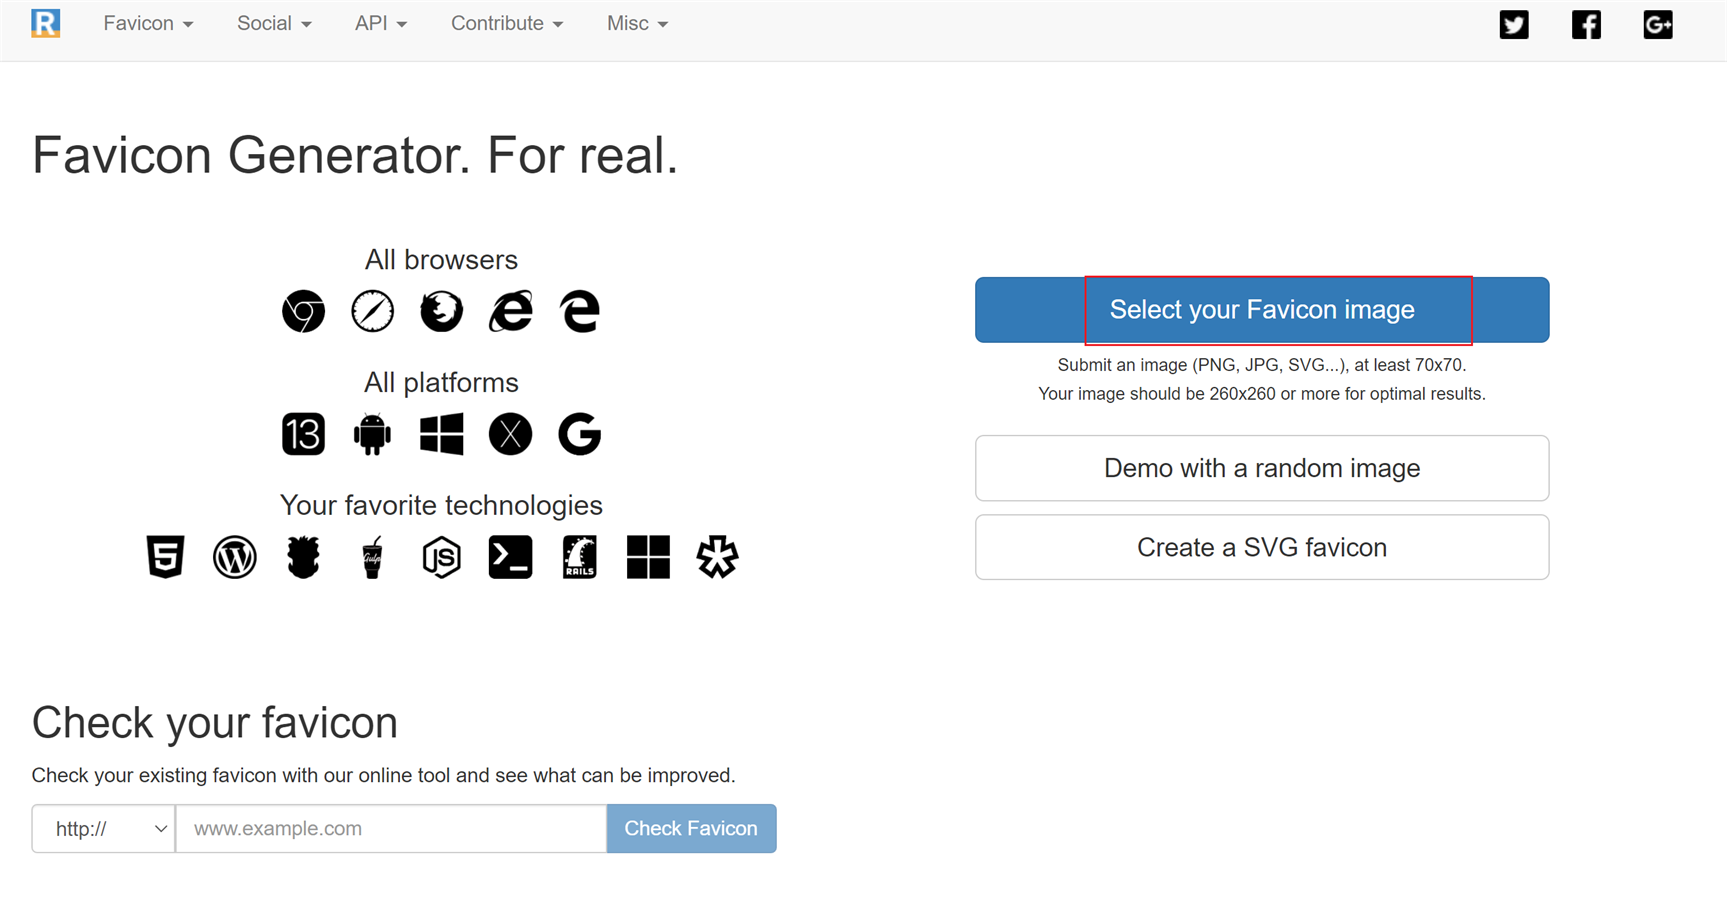 R
Favicon Social API Contribute Misc
G+
Favicon Generator. For real.
All browsers
All platforms
13 X G
Your favorite technologies
5 W Gulp JS RAILS
Select your Favicon image
Submit an image (PNG, JPG, SVG...), at least 70x70.
Your image should be 260x260 or more for optimal results.
Demo with a random image
Create a SVG favicon
Check your favicon
Check your existing favicon with our online tool and see what can be improved.
http:// www.example.com Check Favicon